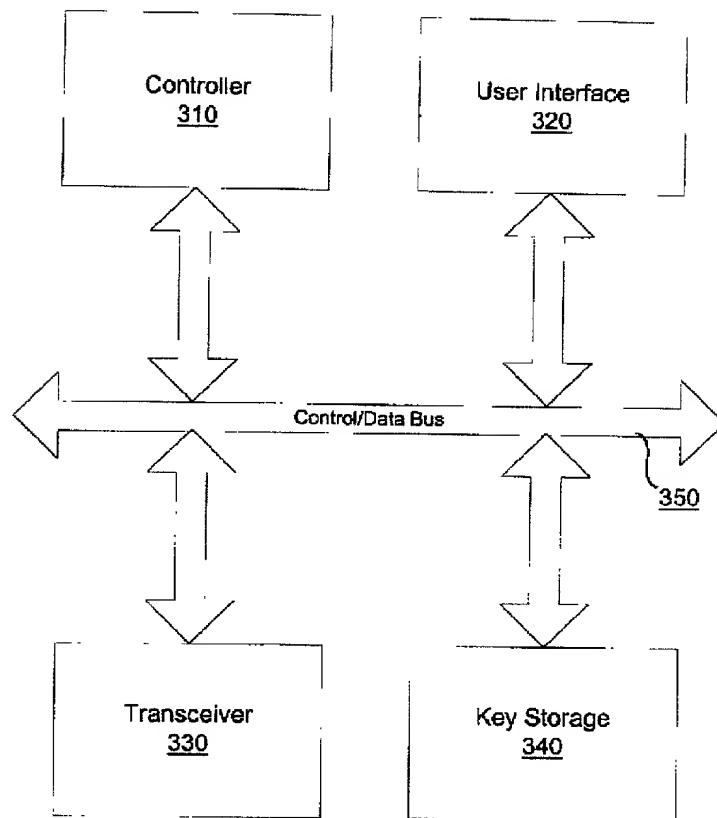 Controller
310
User Interface
320
Control/Data Bus
350
Transceiver
330
Key Storage
340